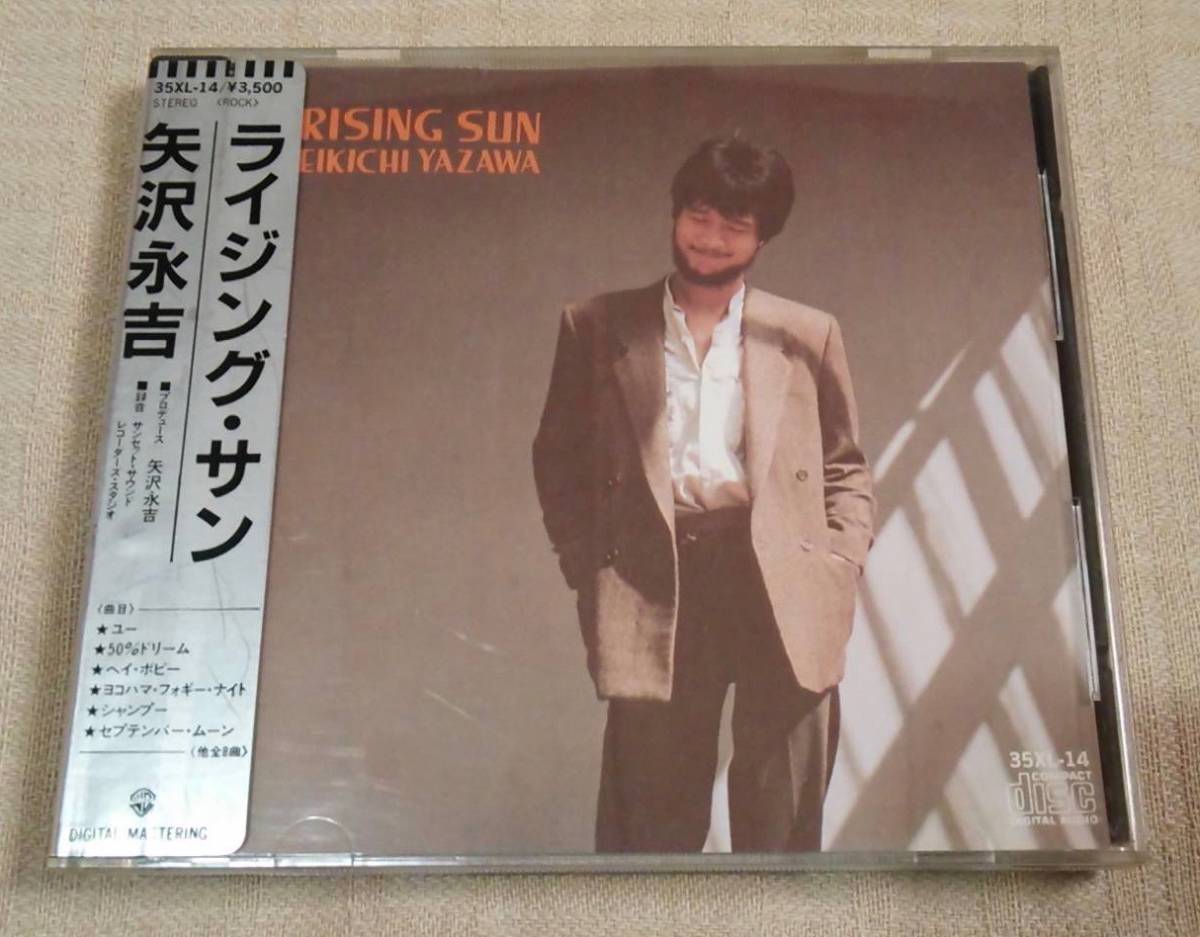 35XL-14/¥3,500
STEREO 〈ROCK〉
ライジング・サン
矢沢永吉
■プロデュース 矢沢永吉
■録音 サンセット・サウンド
レコーダーズ・スタジオ
〈曲目〉
★ユー
★50%ドリーム
★ヘイ・ボビー
★ヨコハマ・フォギー・ナイト
★シャンプー
★セプテンバー・ムーン
〈他全8曲〉
DIGITAL MASTERING
RISING SUN
EIKICHI YAZAWA
35XL-14
COMPACT
disc
DIGITAL AUDIO